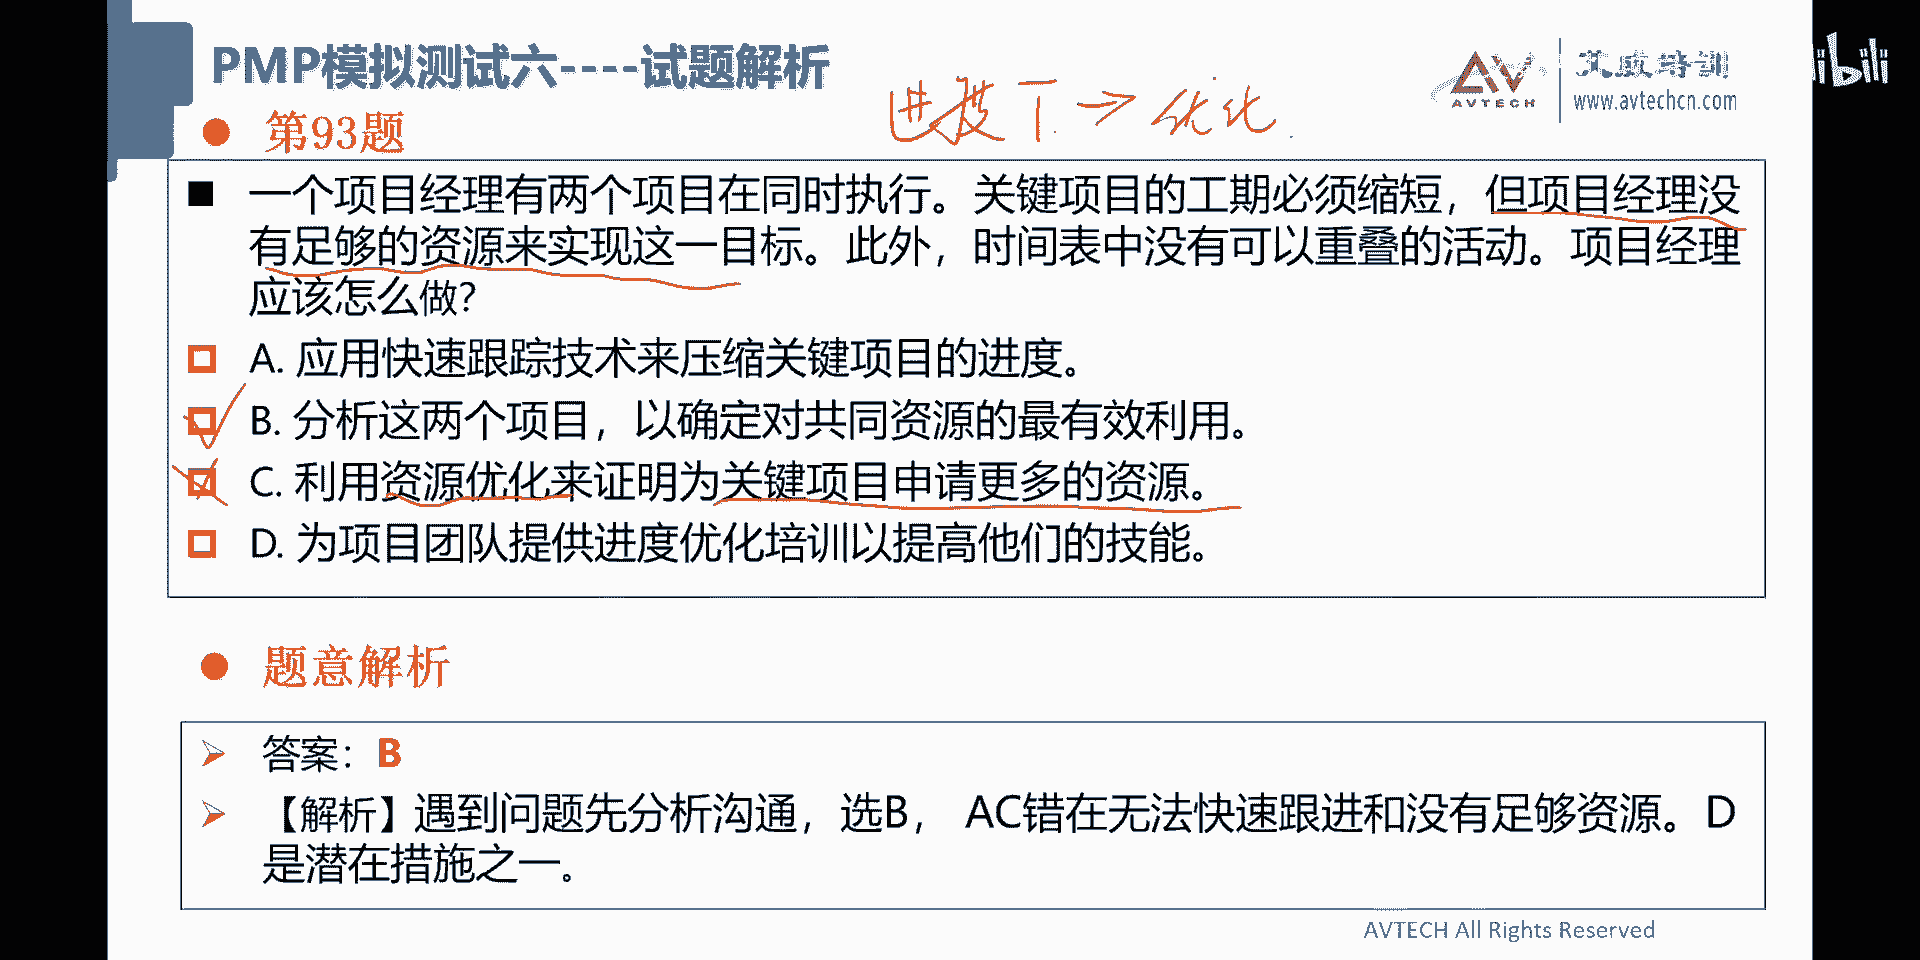 PMP模拟测试六----试题解析
艾威培训
AVTECH
www.avtechcn.com
第93题
一个项目经理有两个项目在同时执行。关键项目的工期必须缩短，但项目经理没
有足够的资源来实现这一目标。此外，时间表中没有可以重叠的活动。项目经理
应该怎么做?
A. 应用快速跟踪技术来压缩关键项目的进度。
B. 分析这两个项目，以确定对共同资源的最有效利用。
C. 利用资源优化来证明为关键项目申请更多的资源。
D. 为项目团队提供进度优化培训以提高他们的技能。
题意解析
答案：B
【解析】遇到问题先分析沟通，选B， AC错在无法快速跟进和没有足够资源。D
是潜在措施之一。
AVTECH All Rights Reserved